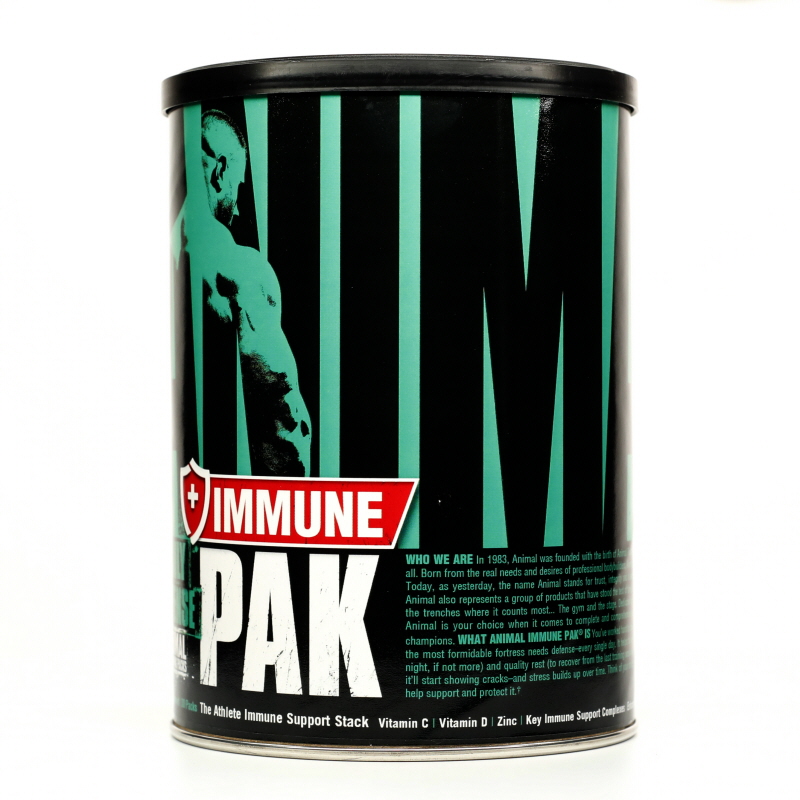 ANIM
IMMUNE
PAK
WHO WE ARE In 1983, Animal was founded with the birth of
all. Born from the real needs and desires of professional
Today, as yesterday, the name Animal stands for trust,
Animal also represents a group of products that have stood the
the trenches where it counts most... The gym and the stage.
Animal is your choice when it comes to complete and
champions. WHAT ANIMAL IMMUNE PAK® IS You've worked
the most formidable fortress needs defense–every single day,
night, if not more) and quality rest (to recover from the last training
it'll start showing cracks–and stress builds up over time. Think of
help support and protect it.†
The Athlete Immune Support Stack Vitamin C | Vitamin D | Zinc | Key Immune Support Complexes